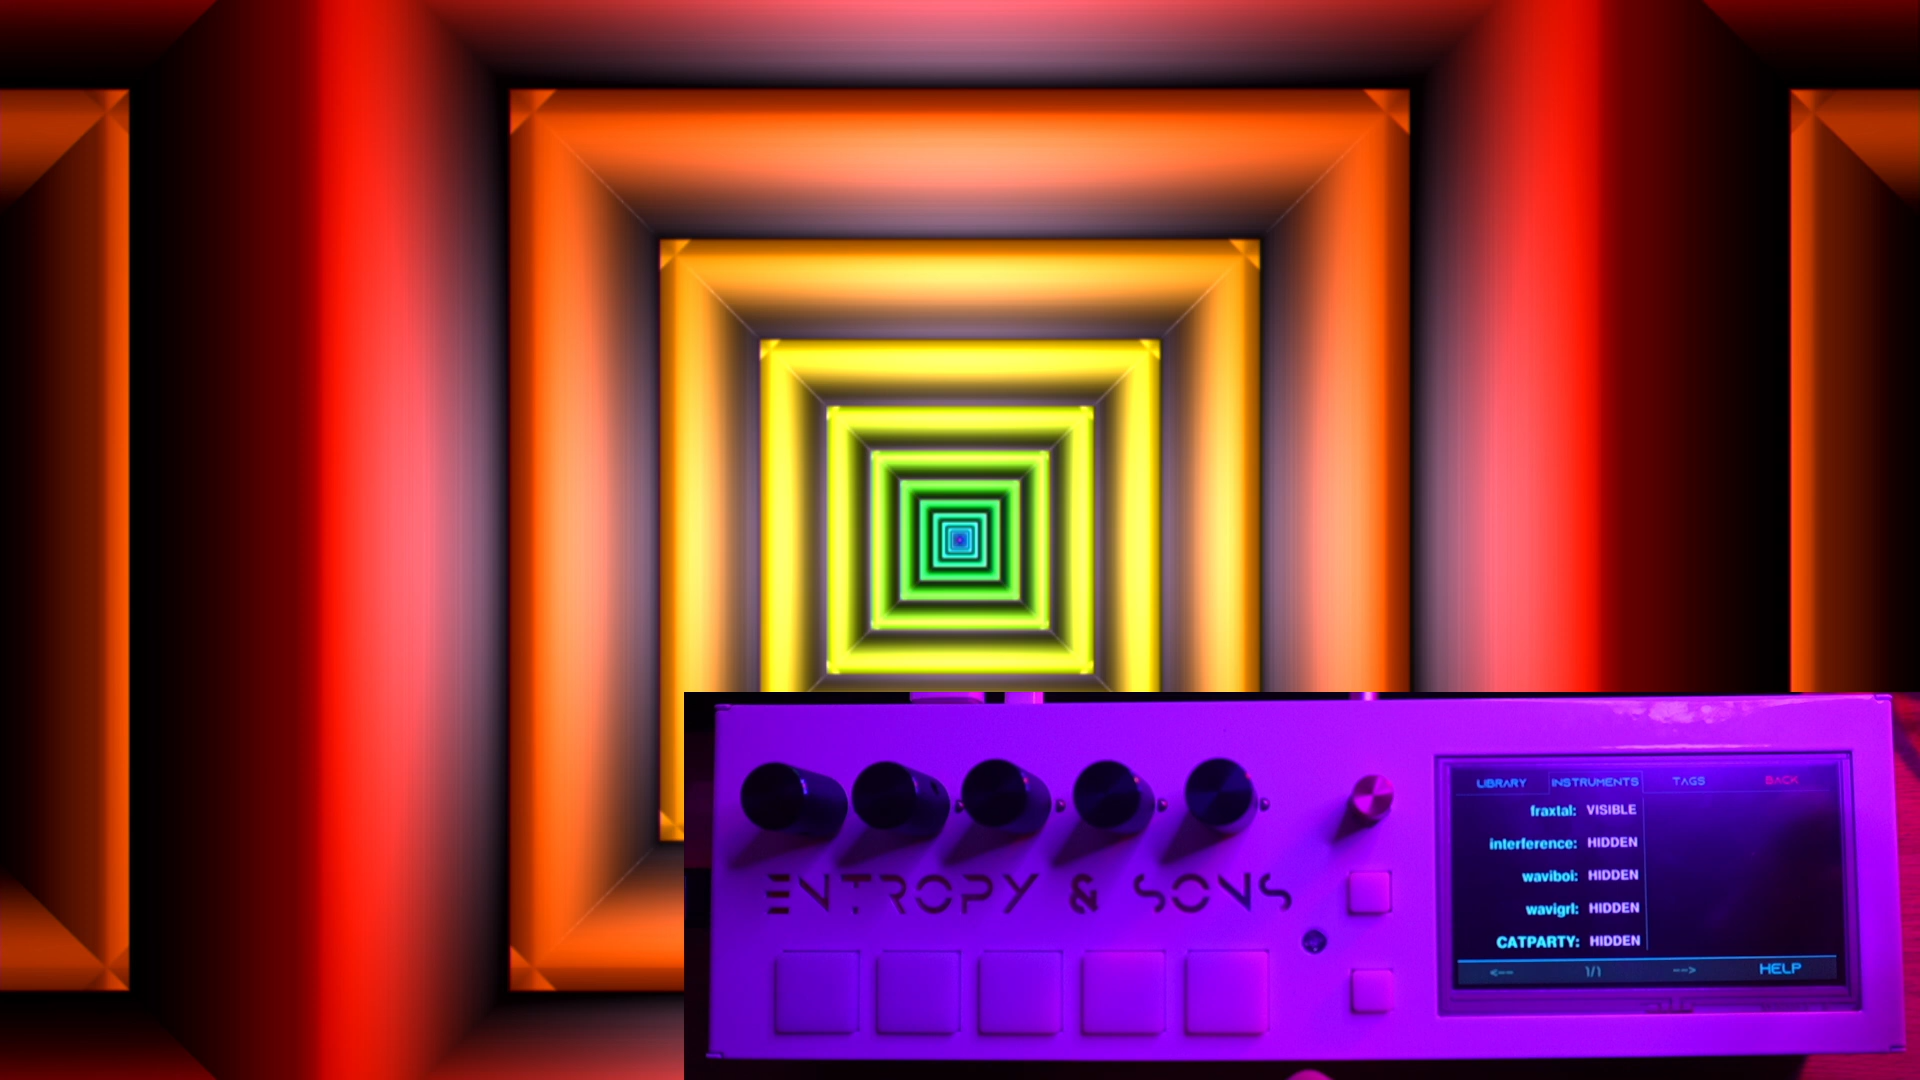 LIBRARY INSTRUMENTS TAGS BACK
fraxtal: VISIBLE
interference: HIDDEN
waviboi: HIDDEN
wavigrl: HIDDEN
CATPARTY: HIDDEN
<-- 1/1 --> HELP
ENTROPY & SONS